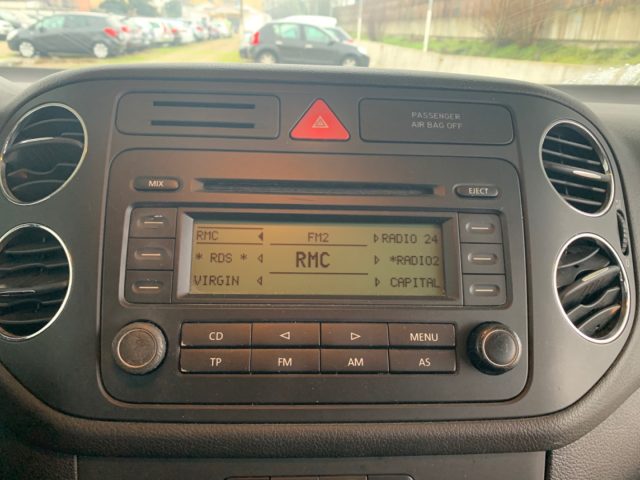 PASSENGER
AIR BAG OFF
MIX
EJECT
RMC FM2 RADIO 24
* RDS * RMC *RADIO2
VIRGIN CAPITAL
CD MENU
TP FM AM AS